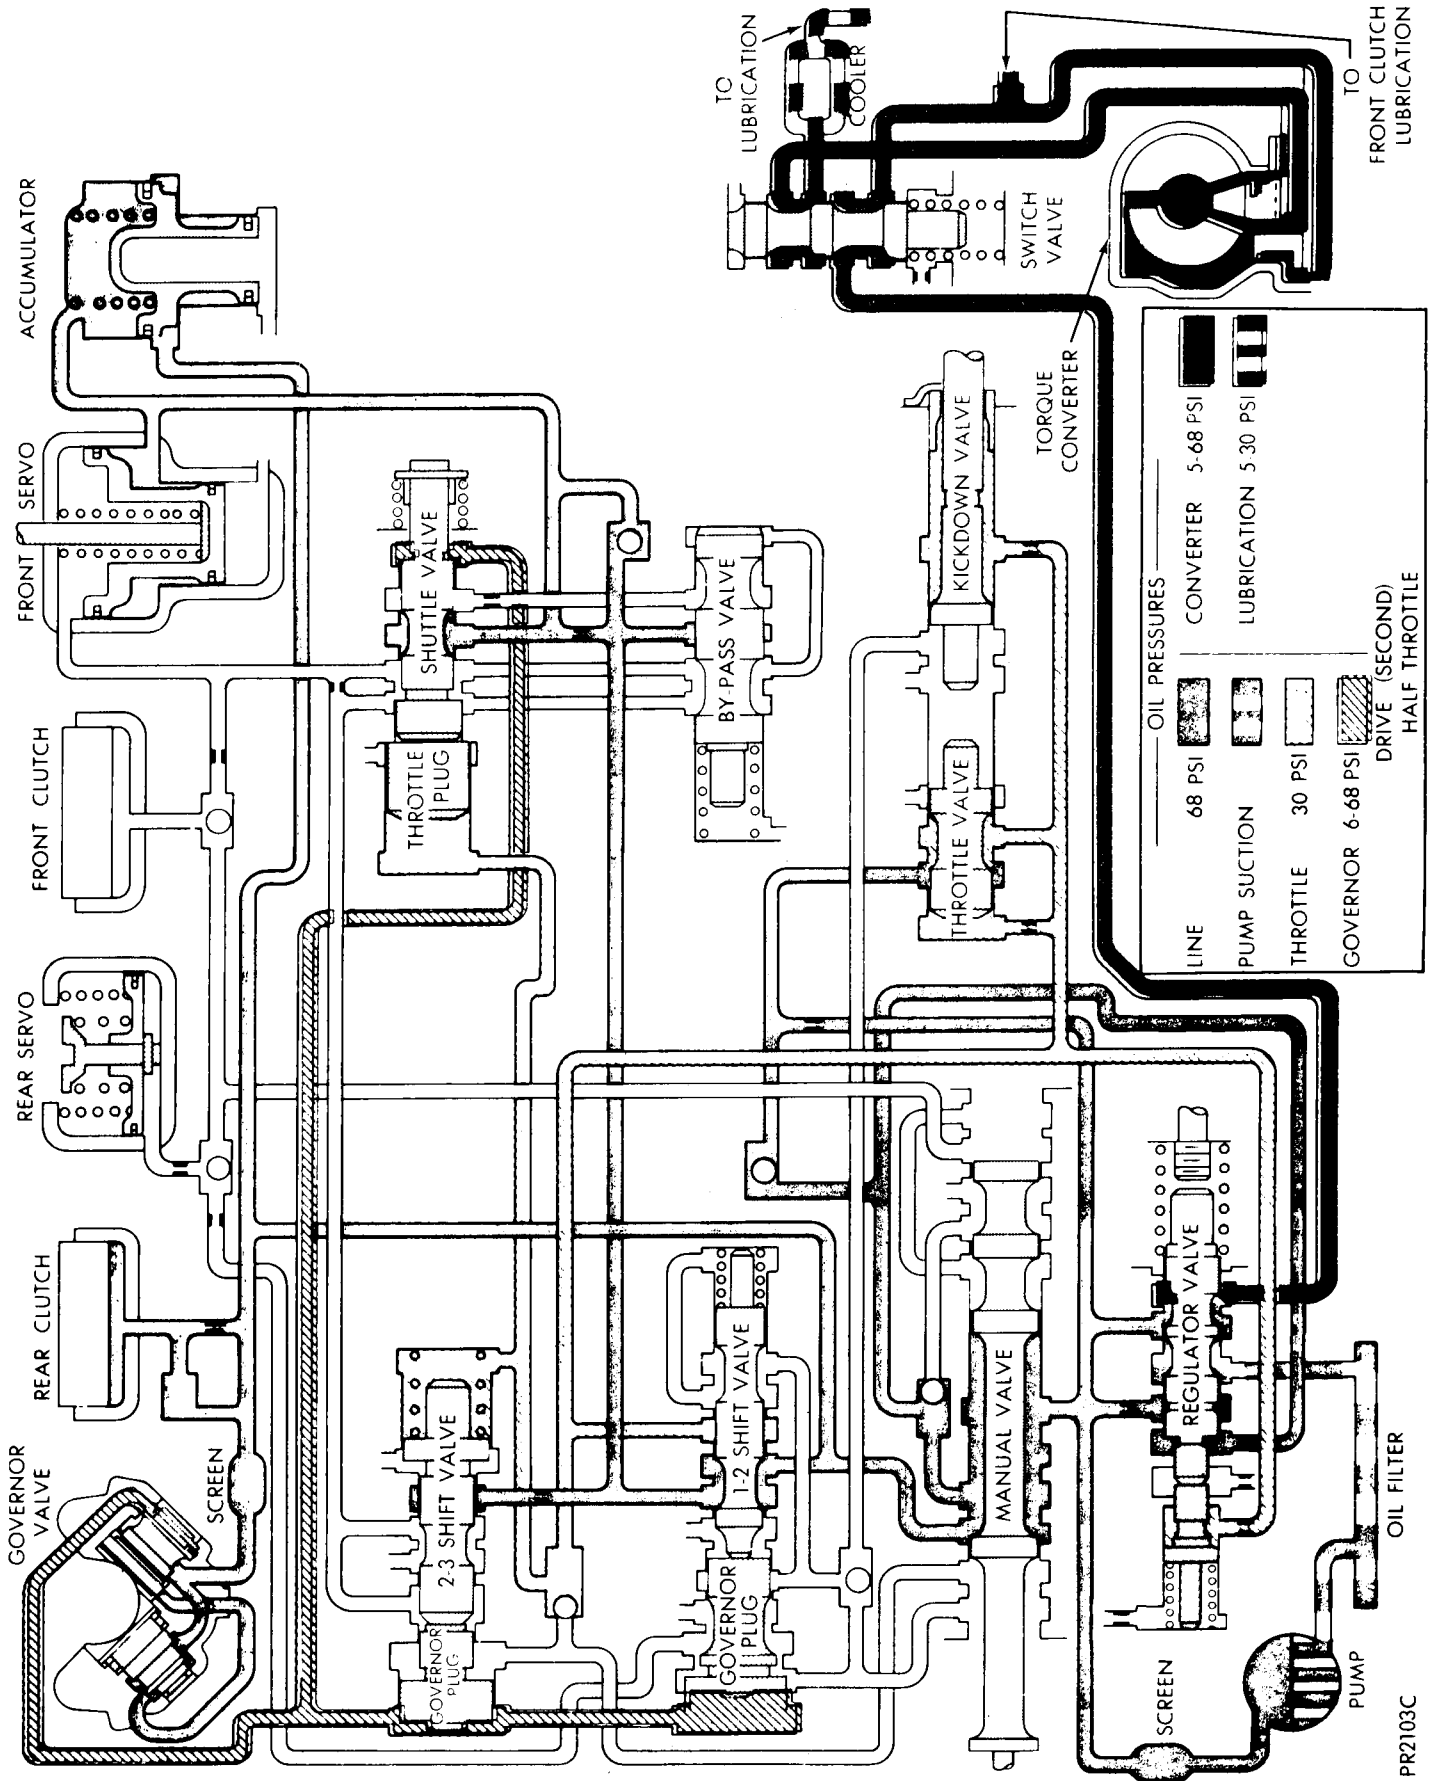 GOVERNOR
VALVE
REAR CLUTCH
REAR SERVO
FRONT CLUTCH
FRONT SERVO
ACCUMULATOR
SCREEN
2-3 SHIFT VALVE
GOVERNOR
PLUG
THROTTLE
PLUG
SHUTTLE VALVE
1-2 SHIFT VALVE
GOVERNOR
PLUG
BY-PASS VALVE
TO
LUBRICATION
COOLER
MANUAL VALVE
THROTTLE VALVE
KICKDOWN VALVE
SWITCH
VALVE
TORQUE
CONVERTER
TO
FRONT CLUTCH
LUBRICATION
SCREEN
REGULATOR VALVE
PUMP
OIL FILTER
OIL PRESSURES
LINE 68 PSI
CONVERTER 5-68 PSI
PUMP SUCTION
LUBRICATION 5-30 PSI
THROTTLE 30 PSI
GOVERNOR 6-68 PSI
DRIVE (SECOND)
HALF THROTTLE
PR2103C